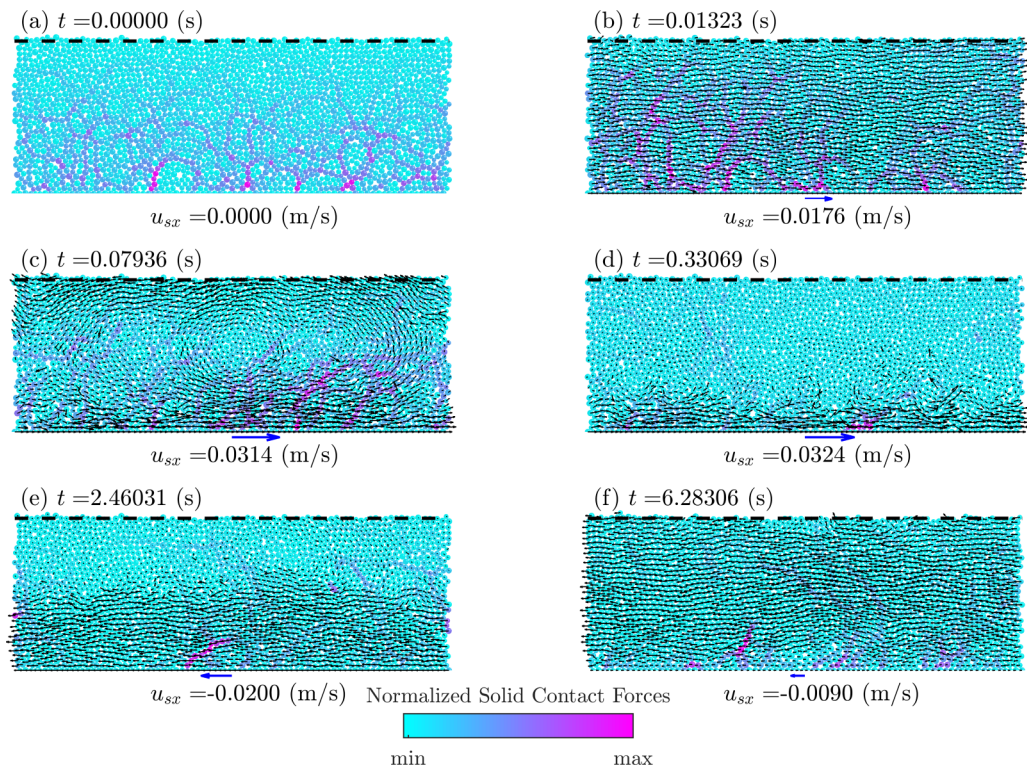 (a) t =0.00000 (s)
(b) t =0.01323 (s)
u_sx =0.0000 (m/s)
u_sx =0.0176 (m/s)
(c) t =0.07936 (s)
(d) t =0.33069 (s)
u_sx =0.0314 (m/s)
u_sx =0.0324 (m/s)
(e) t =2.46031 (s)
(f) t =6.28306 (s)
u_sx =-0.0200 (m/s)
u_sx =-0.0090 (m/s)
Normalized Solid Contact Forces
min max